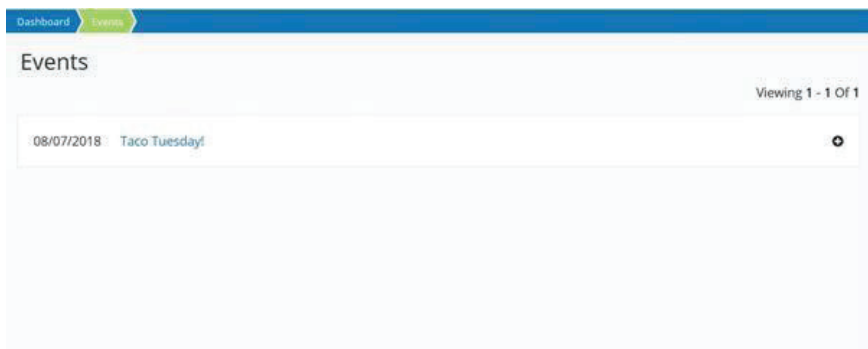 Dashboard Events
Events
Viewing 1 - 1 Of 1
08/07/2018 Taco Tuesday!